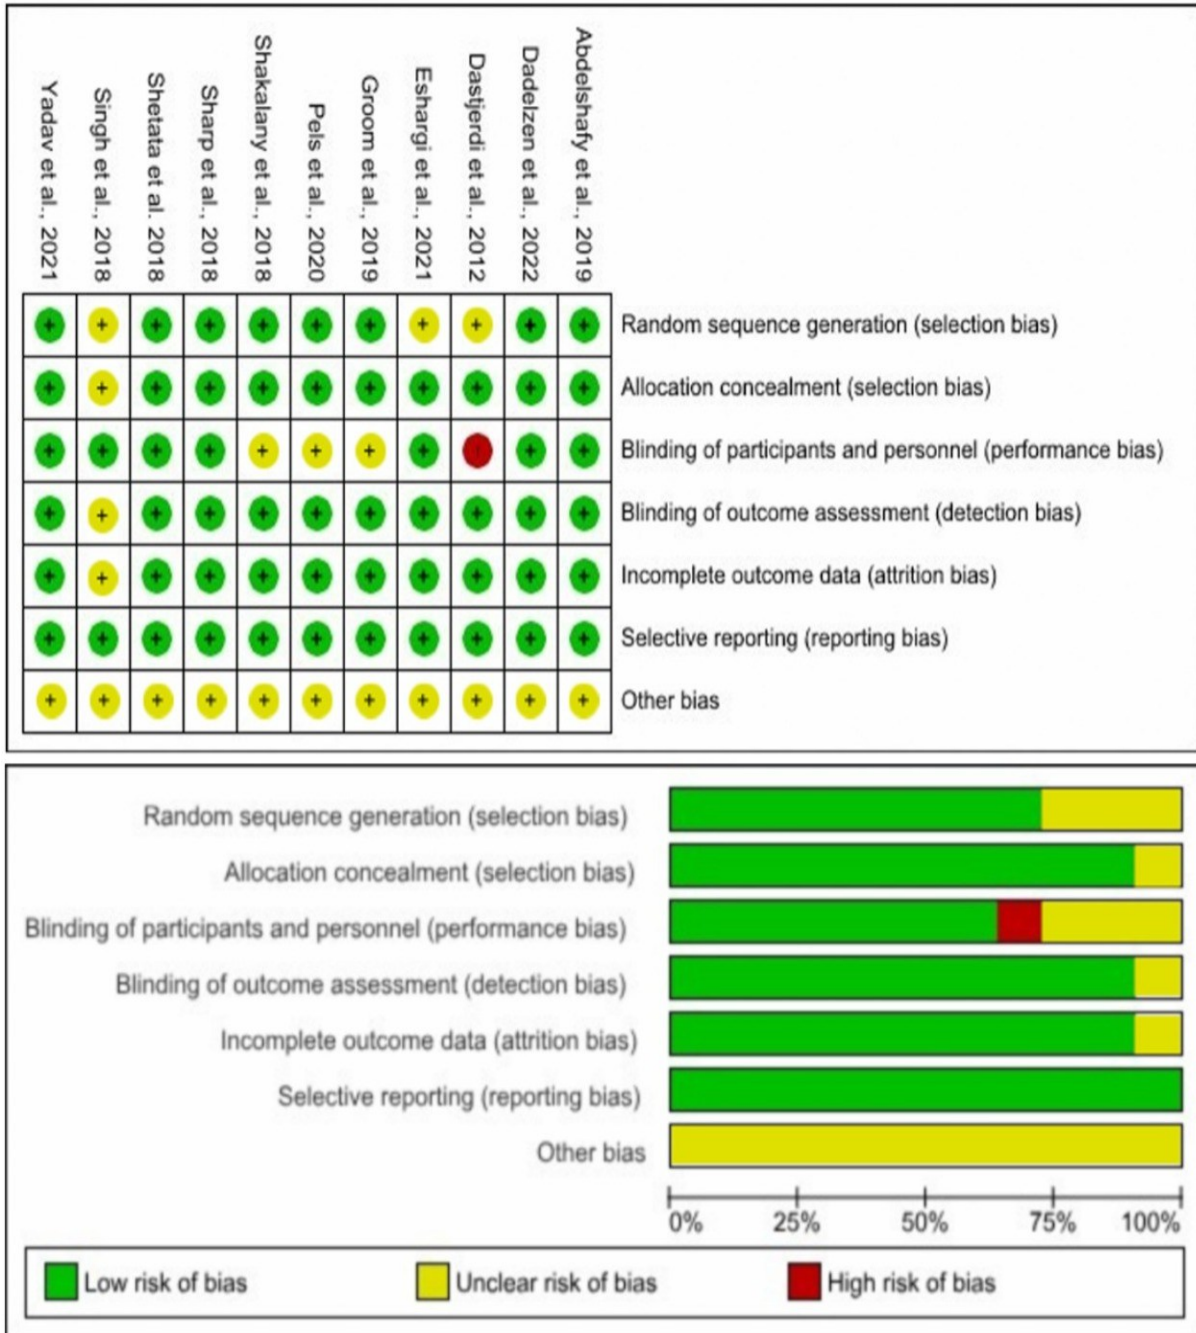 Yadav et al., 2021
Singh et al., 2018
Shetata et al. 2018
Sharp et al., 2018
Shakalany et al., 2018
Pels et al., 2020
Groom et al., 2019
Eshargi et al., 2021
Dastjerdi et al., 2012
Dadelzen et al., 2022
Abdelshafy et al., 2019
+ + + + + + + + + + + Random sequence generation (selection bias)
+ + + + + + + + + + + Allocation concealment (selection bias)
+ + + + + + + + + + Blinding of participants and personnel (performance bias)
+ + + + + + + + + + + Blinding of outcome assessment (detection bias)
+ + + + + + + + + + + Incomplete outcome data (attrition bias)
+ + + + + + + + + + + Selective reporting (reporting bias)
+ + + + + + + + + + + Other bias
Random sequence generation (selection bias)
Allocation concealment (selection bias)
Blinding of participants and personnel (performance bias)
Blinding of outcome assessment (detection bias)
Incomplete outcome data (attrition bias)
Selective reporting (reporting bias)
Other bias
0% 25% 50% 75% 100%
Low risk of bias Unclear risk of bias High risk of bias